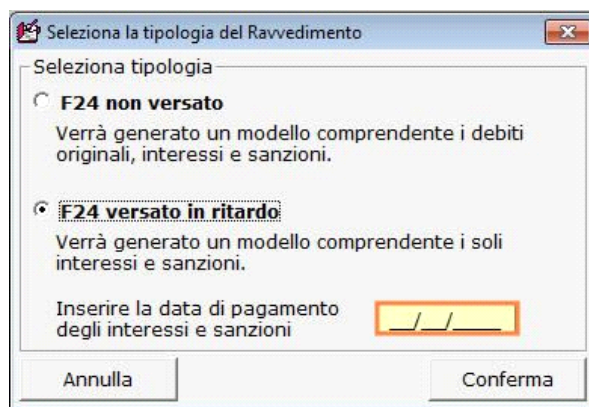 Seleziona la tipologia del Ravvedimento
Seleziona tipologia
F24 non versato
Verrà generato un modello comprendente i debiti
originali, interessi e sanzioni.
F24 versato in ritardo
Verrà generato un modello comprendente i soli
interessi e sanzioni.
Inserire la data di pagamento
degli interessi e sanzioni
__/__/____
Annulla
Conferma